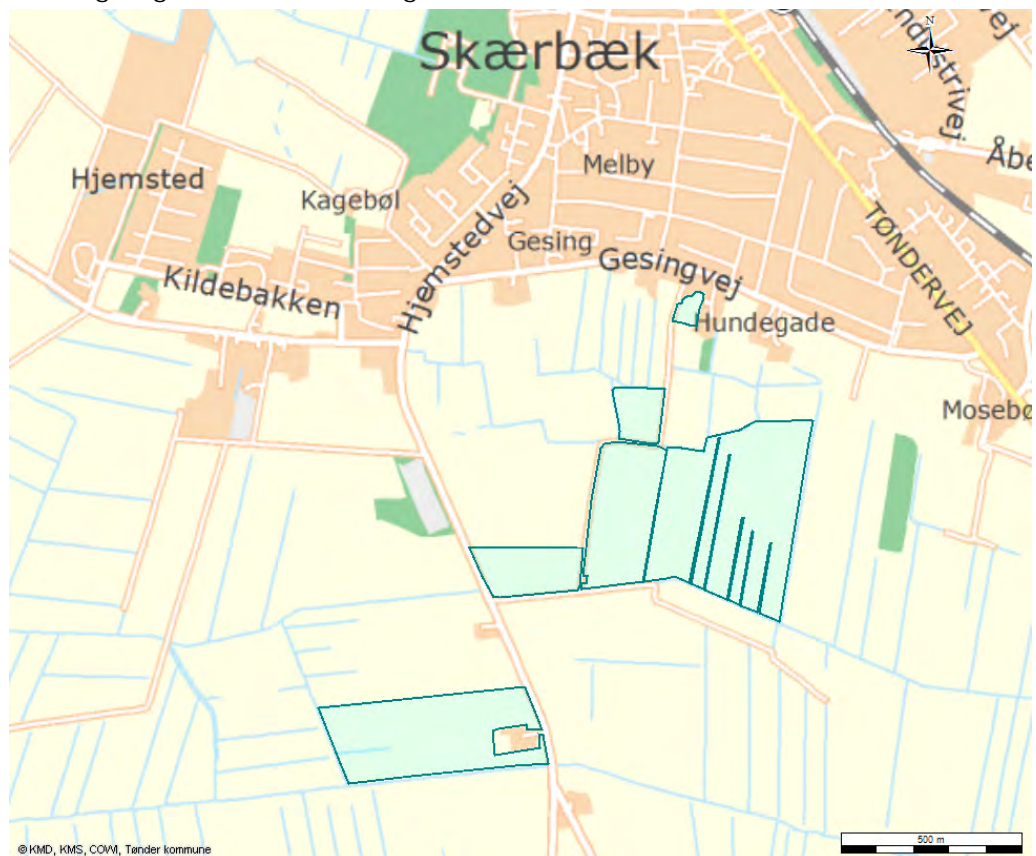 Skærbæk
N
Hjemsted
Kagebøl
Melby
Gesing
Gesingvej
Hjemstedvej
Kildebakken
TØNDERVEJ
Hundegade
Mosebø
Åbe
© KMD, KMS, COWI, Tønder kommune
500 m